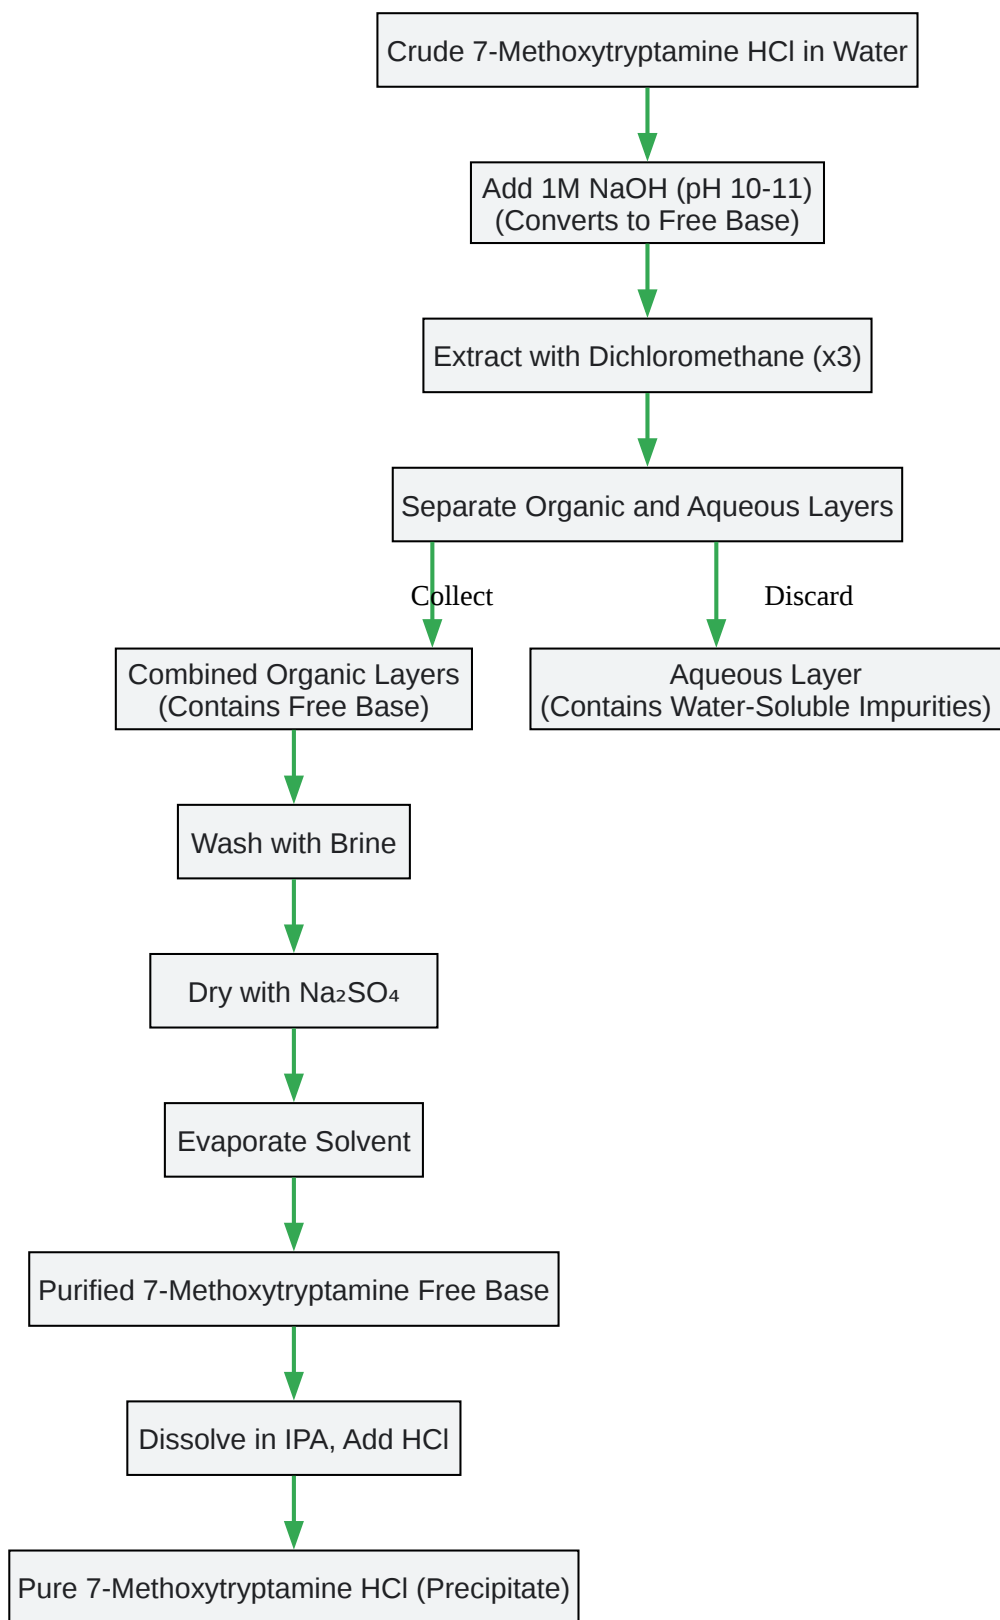 Crude 7-Methoxytryptamine HCl in Water
Add 1M NaOH (pH 10-11)
(Converts to Free Base)
Extract with Dichloromethane (x3)
Separate Organic and Aqueous Layers
Collect
Discard
Combined Organic Layers
(Contains Free Base)
Aqueous Layer
(Contains Water-Soluble Impurities)
Wash with Brine
Dry with Na₂SO₄
Evaporate Solvent
Purified 7-Methoxytryptamine Free Base
Dissolve in IPA, Add HCl
Pure 7-Methoxytryptamine HCl (Precipitate)